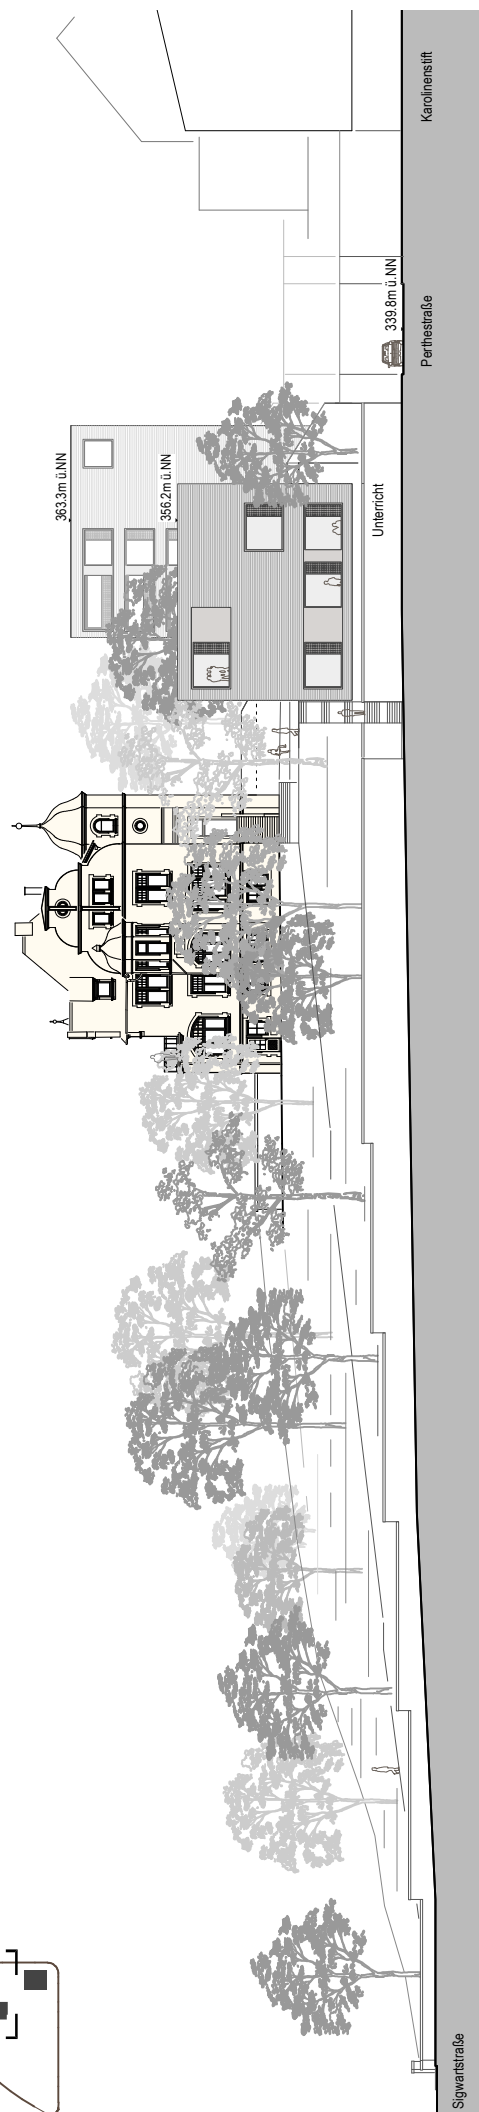 Sigwartstraße
363.3m ü.NN
356.2m ü.NN
Unterricht
339.8m ü.NN
Perthestraße
Karolinenstift